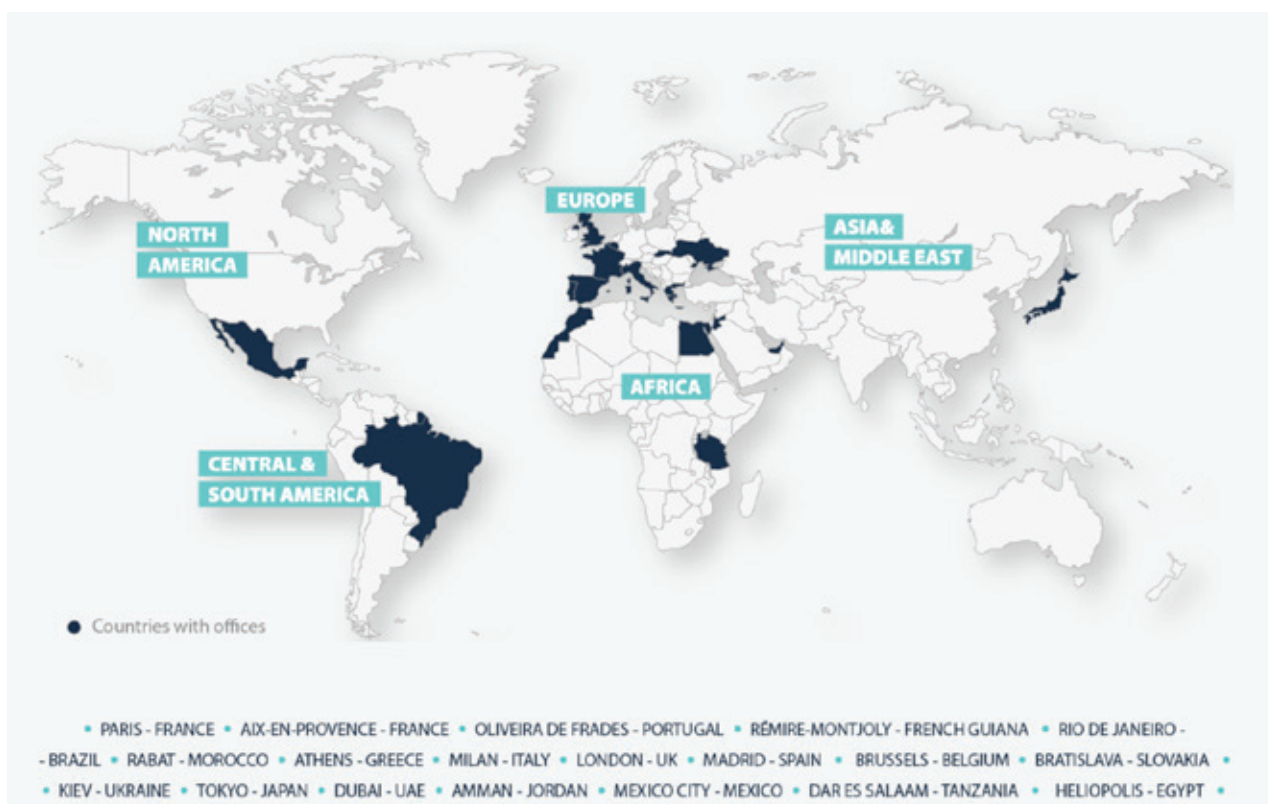 EUROPE
NORTH
AMERICA
ASIA&
MIDDLE EAST
AFRICA
CENTRAL &
SOUTH AMERICA
Countries with offices
• PARIS - FRANCE • AIX-EN-PROVENCE - FRANCE • OLIVEIRA DE FRADES - PORTUGAL • RÉMIRE-MONTJOLY - FRENCH GUIANA • RIO DE JANEIRO -
- BRAZIL • RABAT - MOROCCO • ATHENS - GREECE • MILAN - ITALY • LONDON - UK • MADRID - SPAIN • BRUSSELS - BELGIUM • BRATISLAVA - SLOVAKIA •
• KIEV - UKRAINE • TOKYO - JAPAN • DUBAI - UAE • AMMAN - JORDAN • MEXICO CITY - MEXICO • DAR ES SALAAM - TANZANIA • HELIOPOLIS - EGYPT •